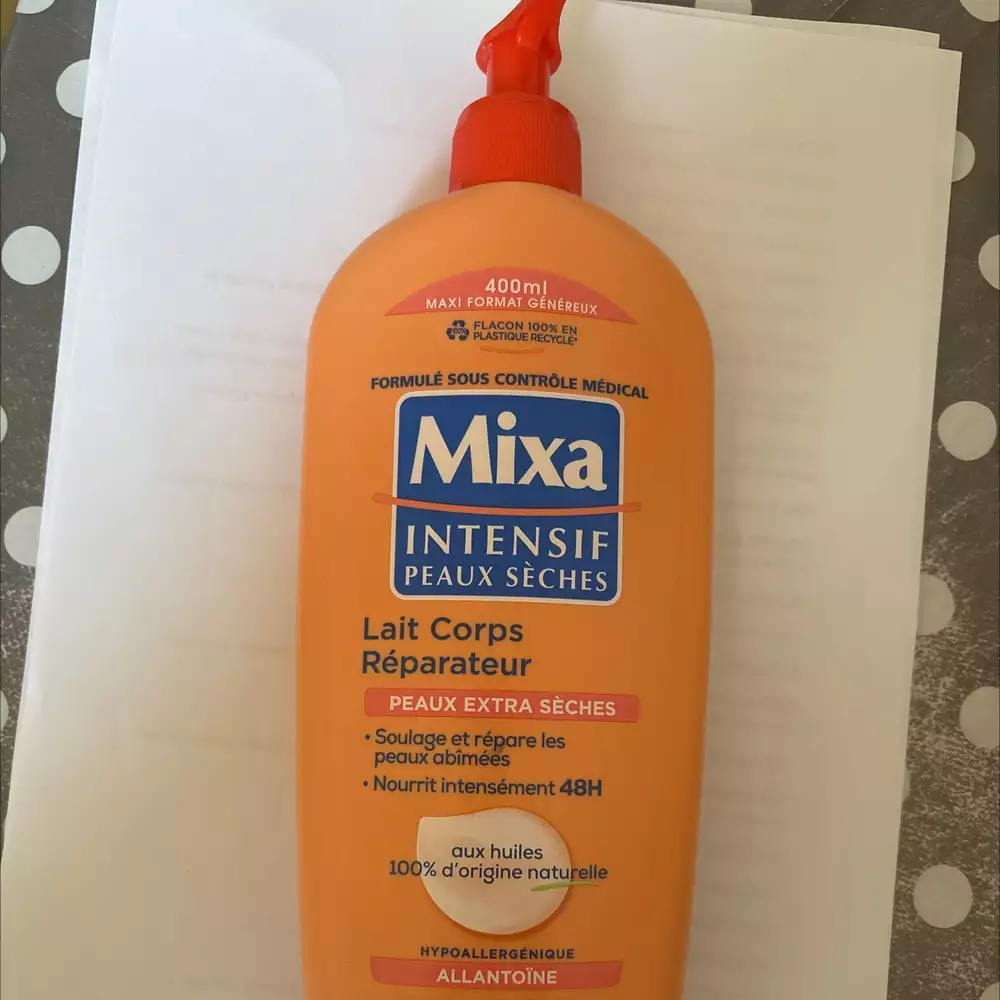 400ml
MAXI FORMAT GÉNÉREUX
100%
FLACON 100% EN
PLASTIQUE RECYCLÉ*
FORMULÉ SOUS CONTRÔLE MÉDICAL
Mixa
INTENSIF
PEAUX SÈCHES
Lait Corps
Réparateur
PEAUX EXTRA SÈCHES
• Soulage et répare les
peaux abîmées
• Nourrit intensément 48H
aux huiles
100% d'origine naturelle
HYPOALLERGÉNIQUE
ALLANTOÏNE